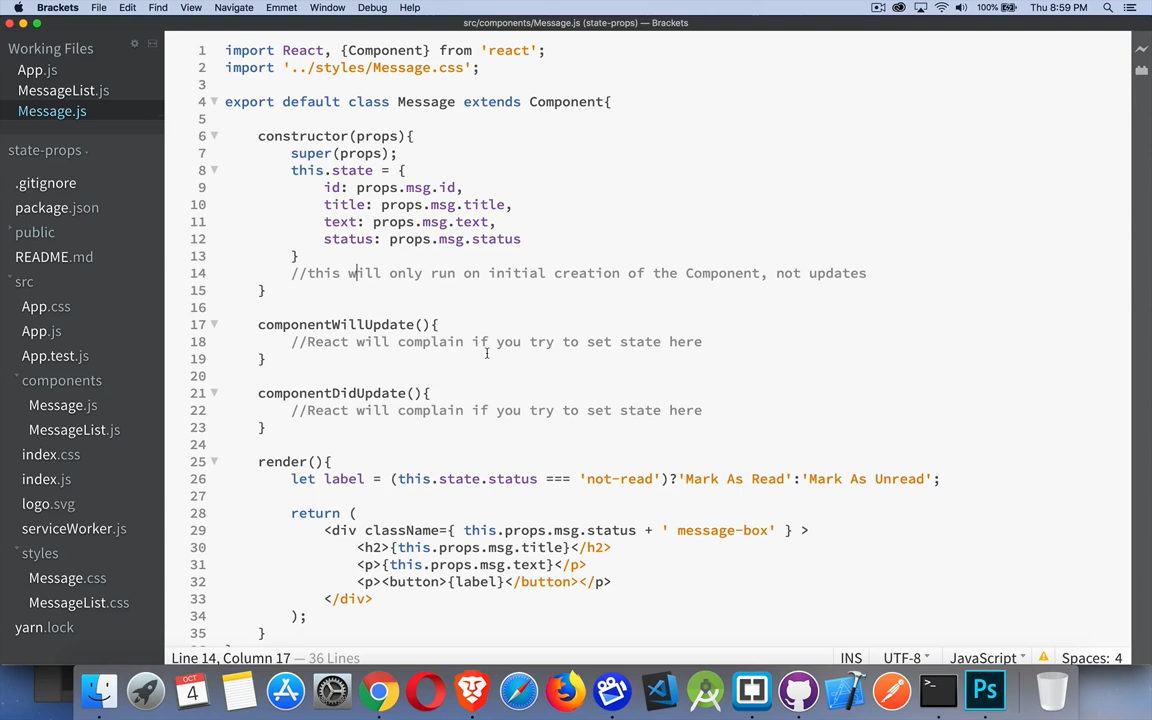 Brackets File Edit View Navigate Emmet Window Debug Help 100% Thu 8:59 PM
src/components/Message.js (state-props) — Brackets
Working Files
App.js
MessageList.js
Message.js
state-props
.gitignore
package.json
public
README.md
src
App.css
App.js
App.test.js
components
Message.js
MessageList.js
index.css
index.js
logo.svg
serviceWorker.js
styles
Message.css
MessageList.css
yarn.lock
1 import React, {Component} from 'react';
2 import '../styles/Message.css';
3
4 export default class Message extends Component{
5
6 constructor(props){
7 super(props);
8 this.state = {
9 id: props.msg.id,
10 title: props.msg.title,
11 text: props.msg.text,
12 status: props.msg.status
13 }
14 //this will only run on initial creation of the Component, not updates
15 }
16
17 componentWillUpdate(){
18 //React will complain if you try to set state here
19 }
20
21 componentDidUpdate(){
22 //React will complain if you try to set state here
23 }
24
25 render(){
26 let label = (this.state.status === 'not-read')?'Mark As Read':'Mark As Unread';
27
28 return (
29 <div className={ this.props.msg.status + ' message-box' } >
30 <h2>{this.props.msg.title}</h2>
31 <p>{this.props.msg.text}</p>
32 <p><button>{label}</button></p>
33 </div>
34 );
35 }
Line 14, Column 17 — 36 Lines
INS UTF-8 JavaScript Spaces: 4
OCT
4
Ps